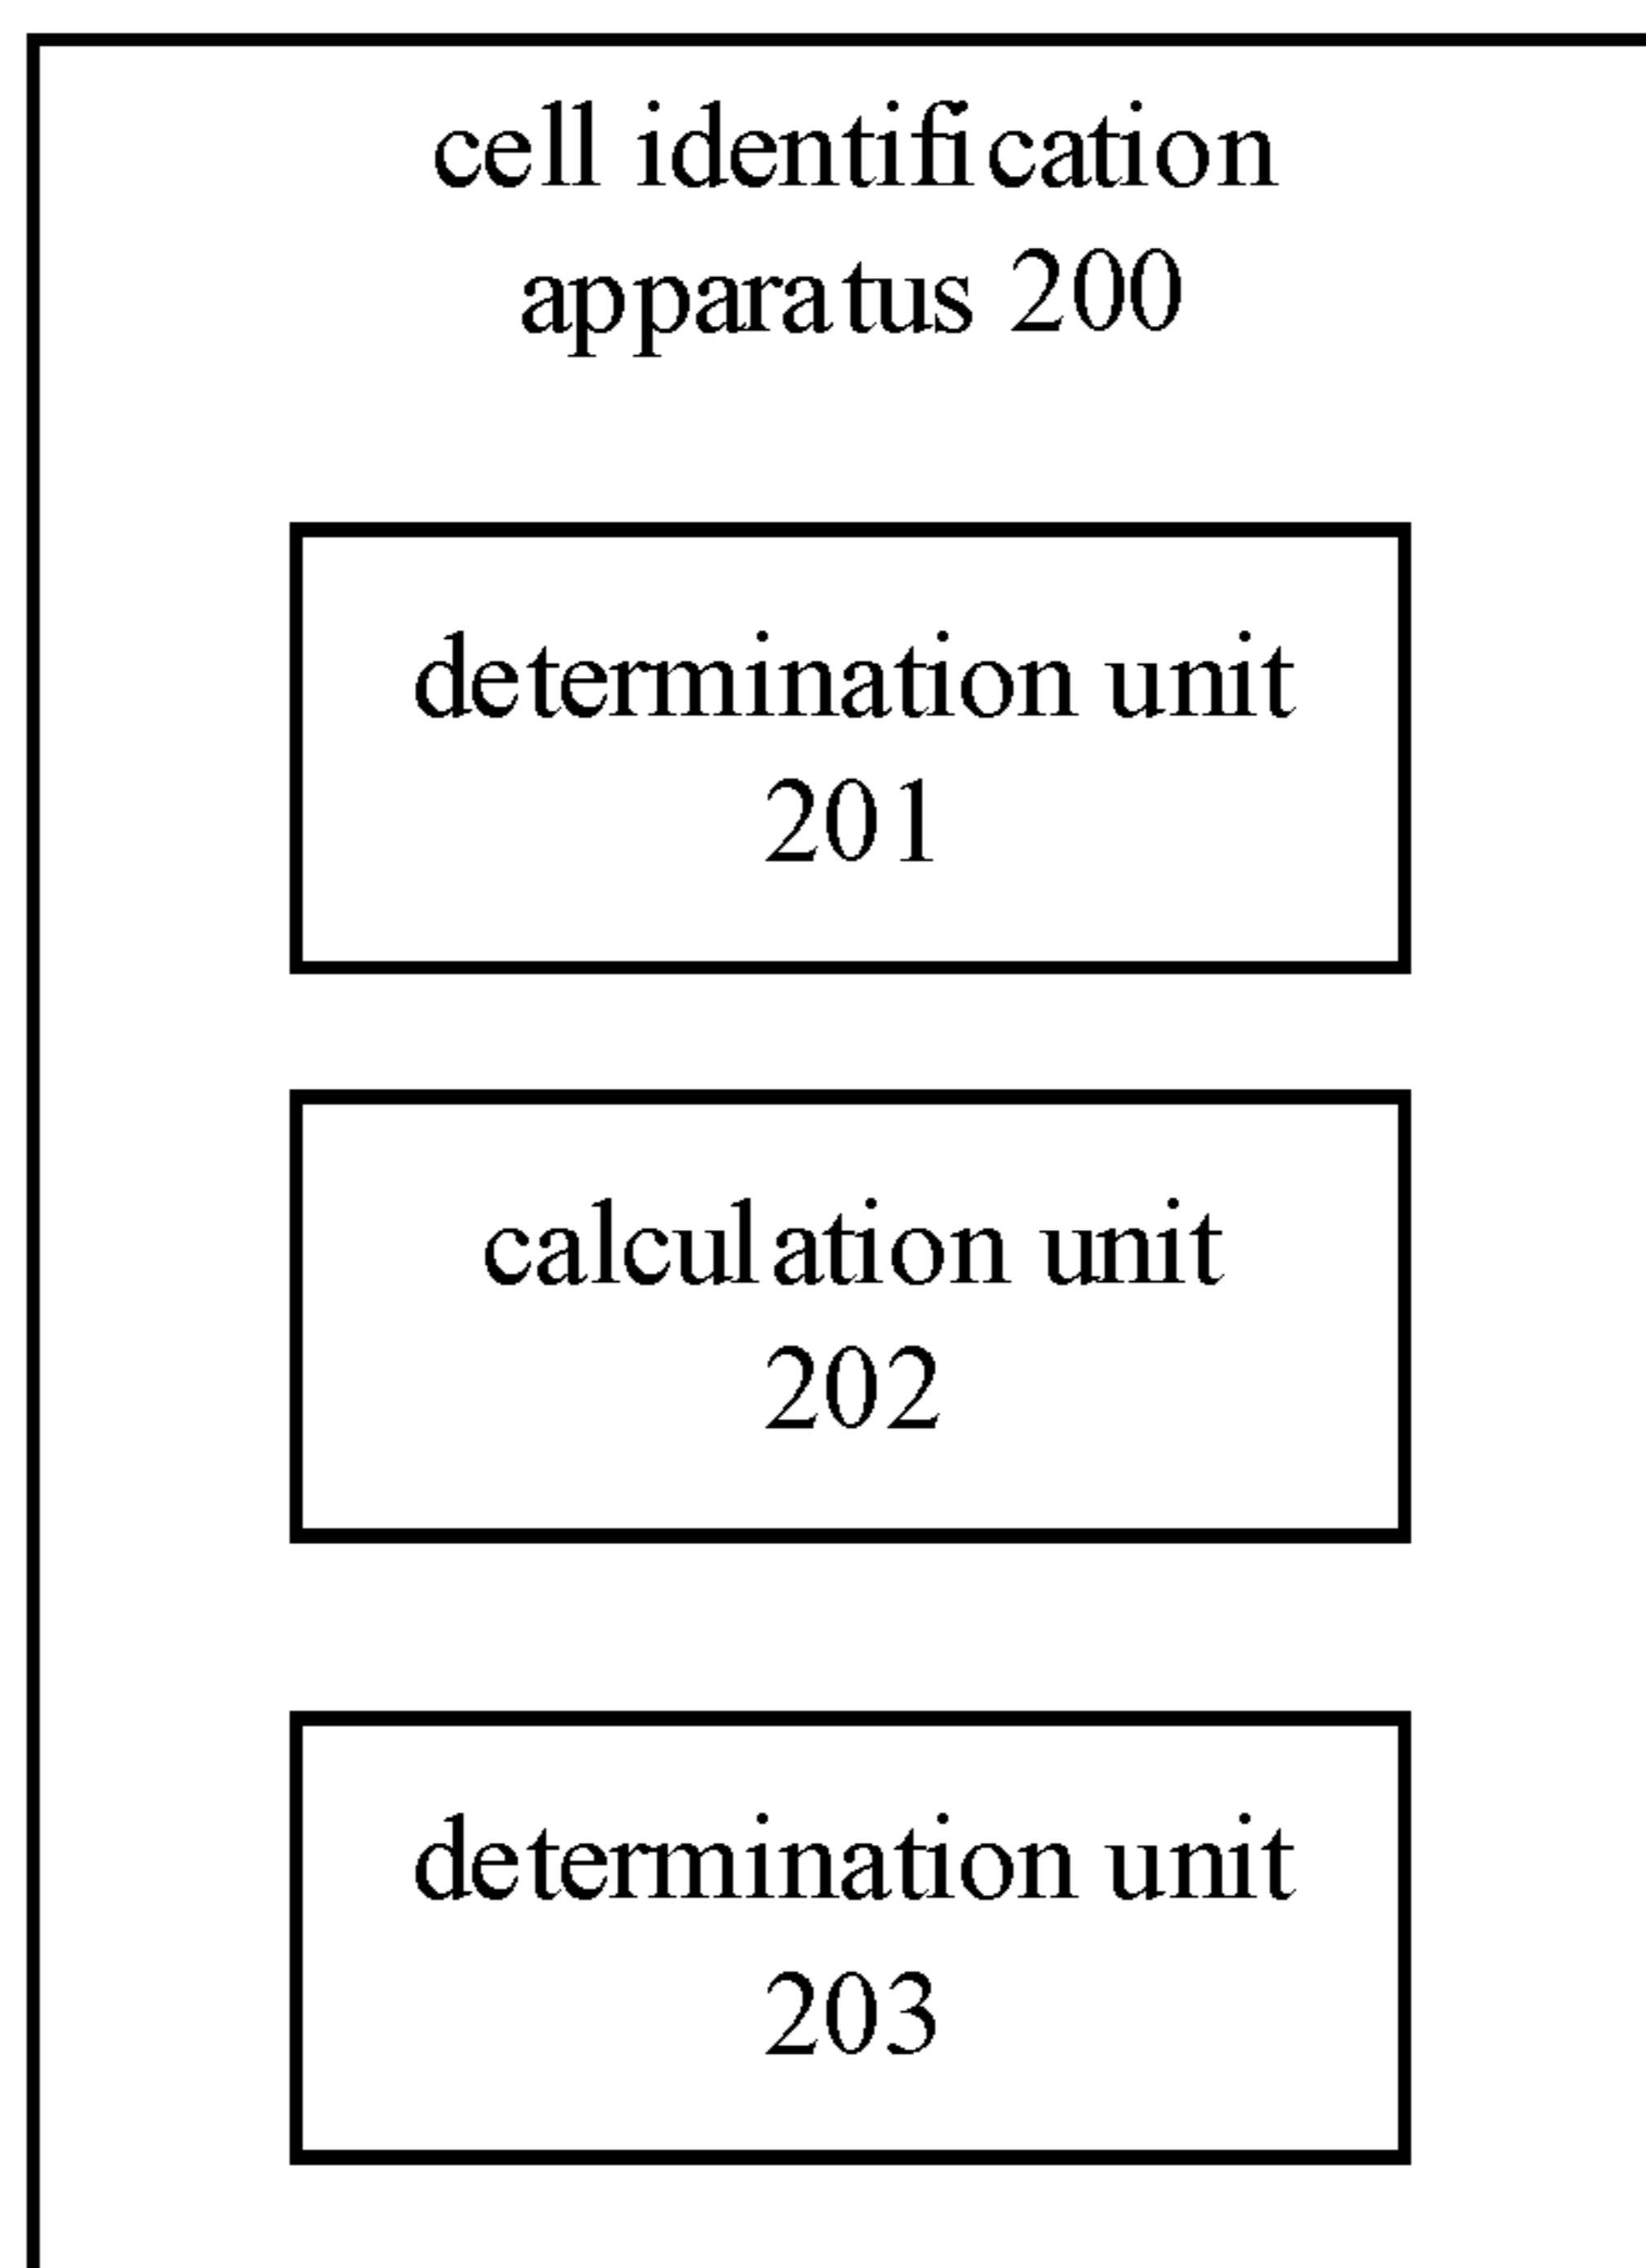 cell identification
apparatus 200
determination unit
201
calculation unit
202
determination unit
203